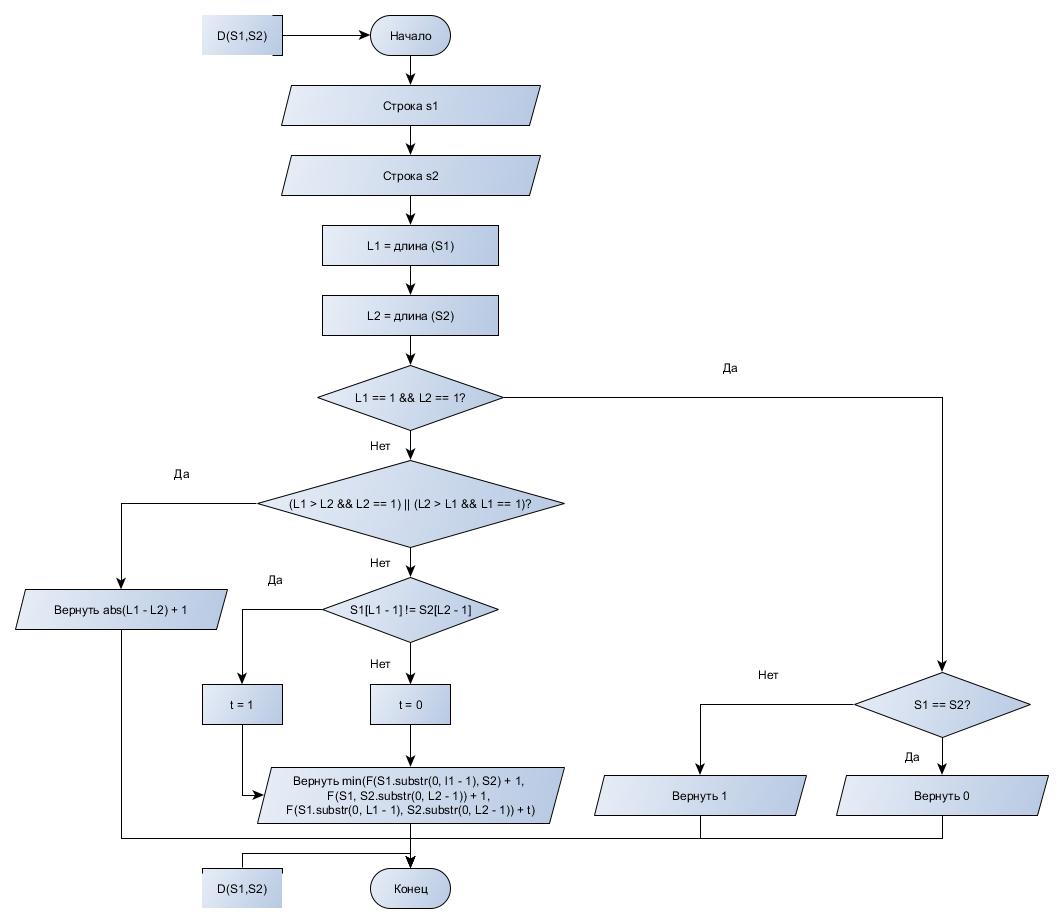 D(S1,S2)
Начало
Строка s1
Строка s2
L1 = длина (S1)
L2 = длина (S2)
Да
L1 == 1 && L2 == 1?
Нет
Да
(L1 > L2 && L2 == 1) || (L2 > L1 && L1 == 1)?
Нет
Да
Вернуть abs(L1 - L2) + 1
S1[L1 - 1] != S2[L2 - 1]
Нет
Нет
t = 1
t = 0
S1 == S2?
Да
Вернуть min(F(S1.substr(0, l1 - 1), S2) + 1,
F(S1, S2.substr(0, L2 - 1)) + 1,
F(S1.substr(0, L1 - 1), S2.substr(0, L2 - 1)) + t)
Вернуть 1
Вернуть 0
D(S1,S2)
Конец